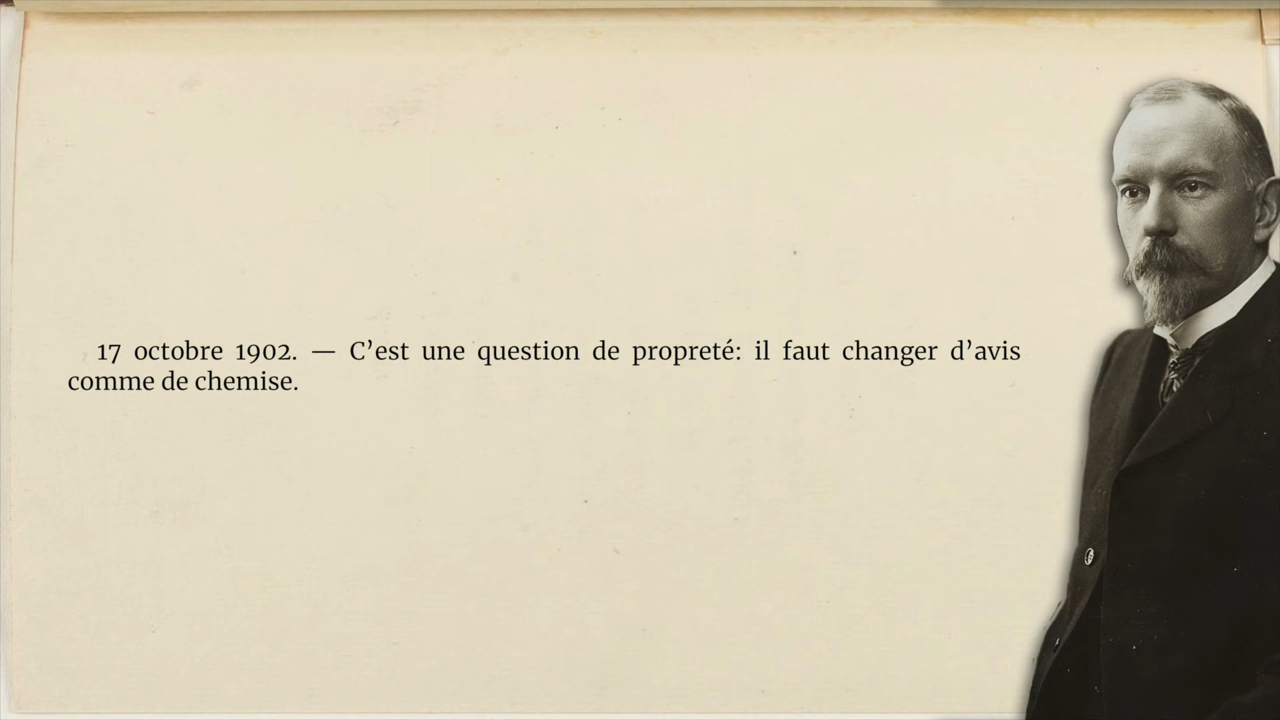 17 octobre 1902. — C’est une question de propreté: il faut changer d’avis
comme de chemise.